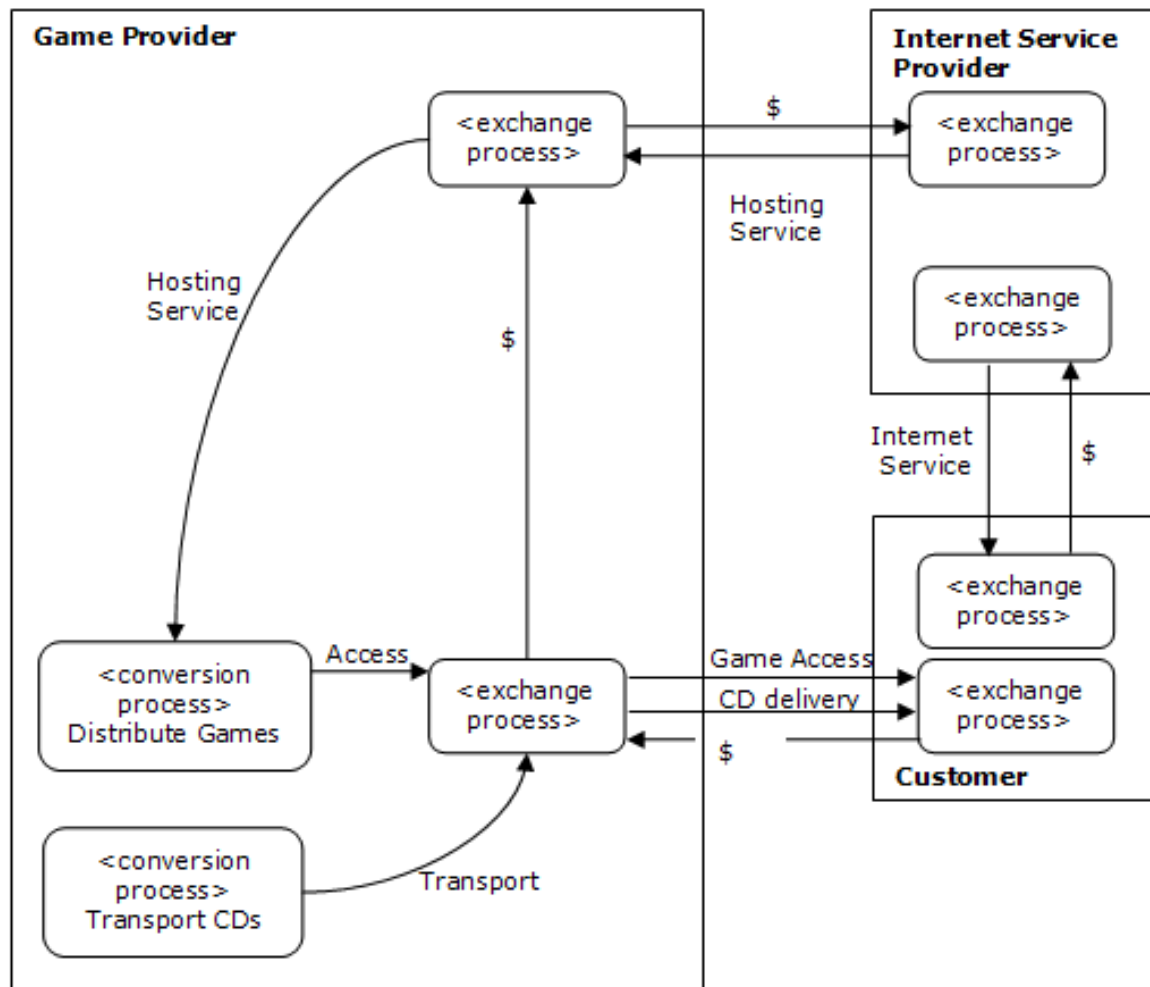 Game Provider
Internet Service
Provider
<exchange
process>
$
<exchange
process>
Hosting
Service
Hosting
Service
<exchange
process>
$
Internet
Service
$
<exchange
process>
<conversion
process>
Distribute Games
Access
<exchange
process>
Game Access
CD delivery
$
<exchange
process>
Customer
<conversion
process>
Transport CDs
Transport